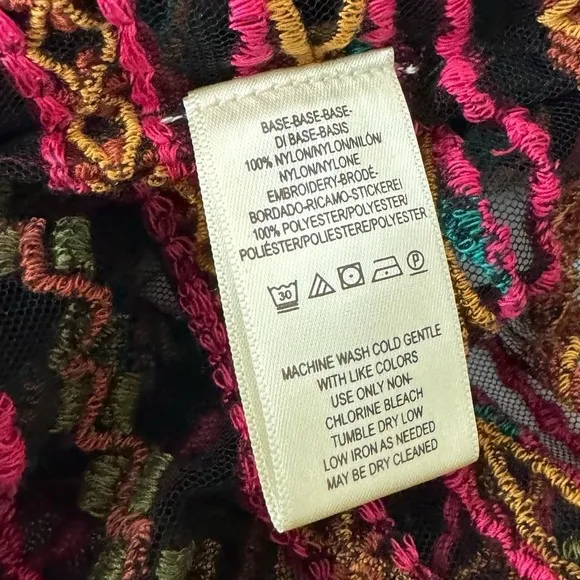 BASE-BASE-BASE-
DI BASE-BASIS
100% NYLON/NYLON/NILÓN/
NYLON/NYLONE
EMBROIDERY-BRODÉ-
BORDADO-RICAMO-STICKEREI
100% POLYESTER/POLYESTER/
POLIÉSTER/POLIESTERE/POLYESTER
30 P
MACHINE WASH COLD GENTLE
WITH LIKE COLORS
USE ONLY NON-
CHLORINE BLEACH
TUMBLE DRY LOW
LOW IRON AS NEEDED
MAY BE DRY CLEANED